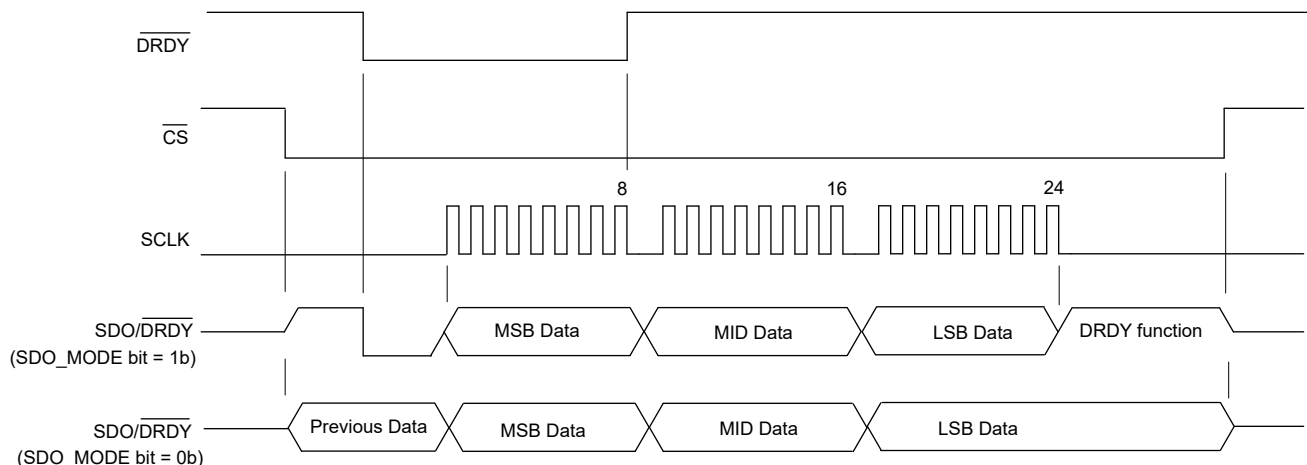 DRDY
CS
8 16 24
SCLK
SDO/DRDY
(SDO_MODE bit = 1b)
MSB Data MID Data LSB Data DRDY function
SDO/DRDY
(SDO_MODE bit = 0b)
Previous Data MSB Data MID Data LSB Data